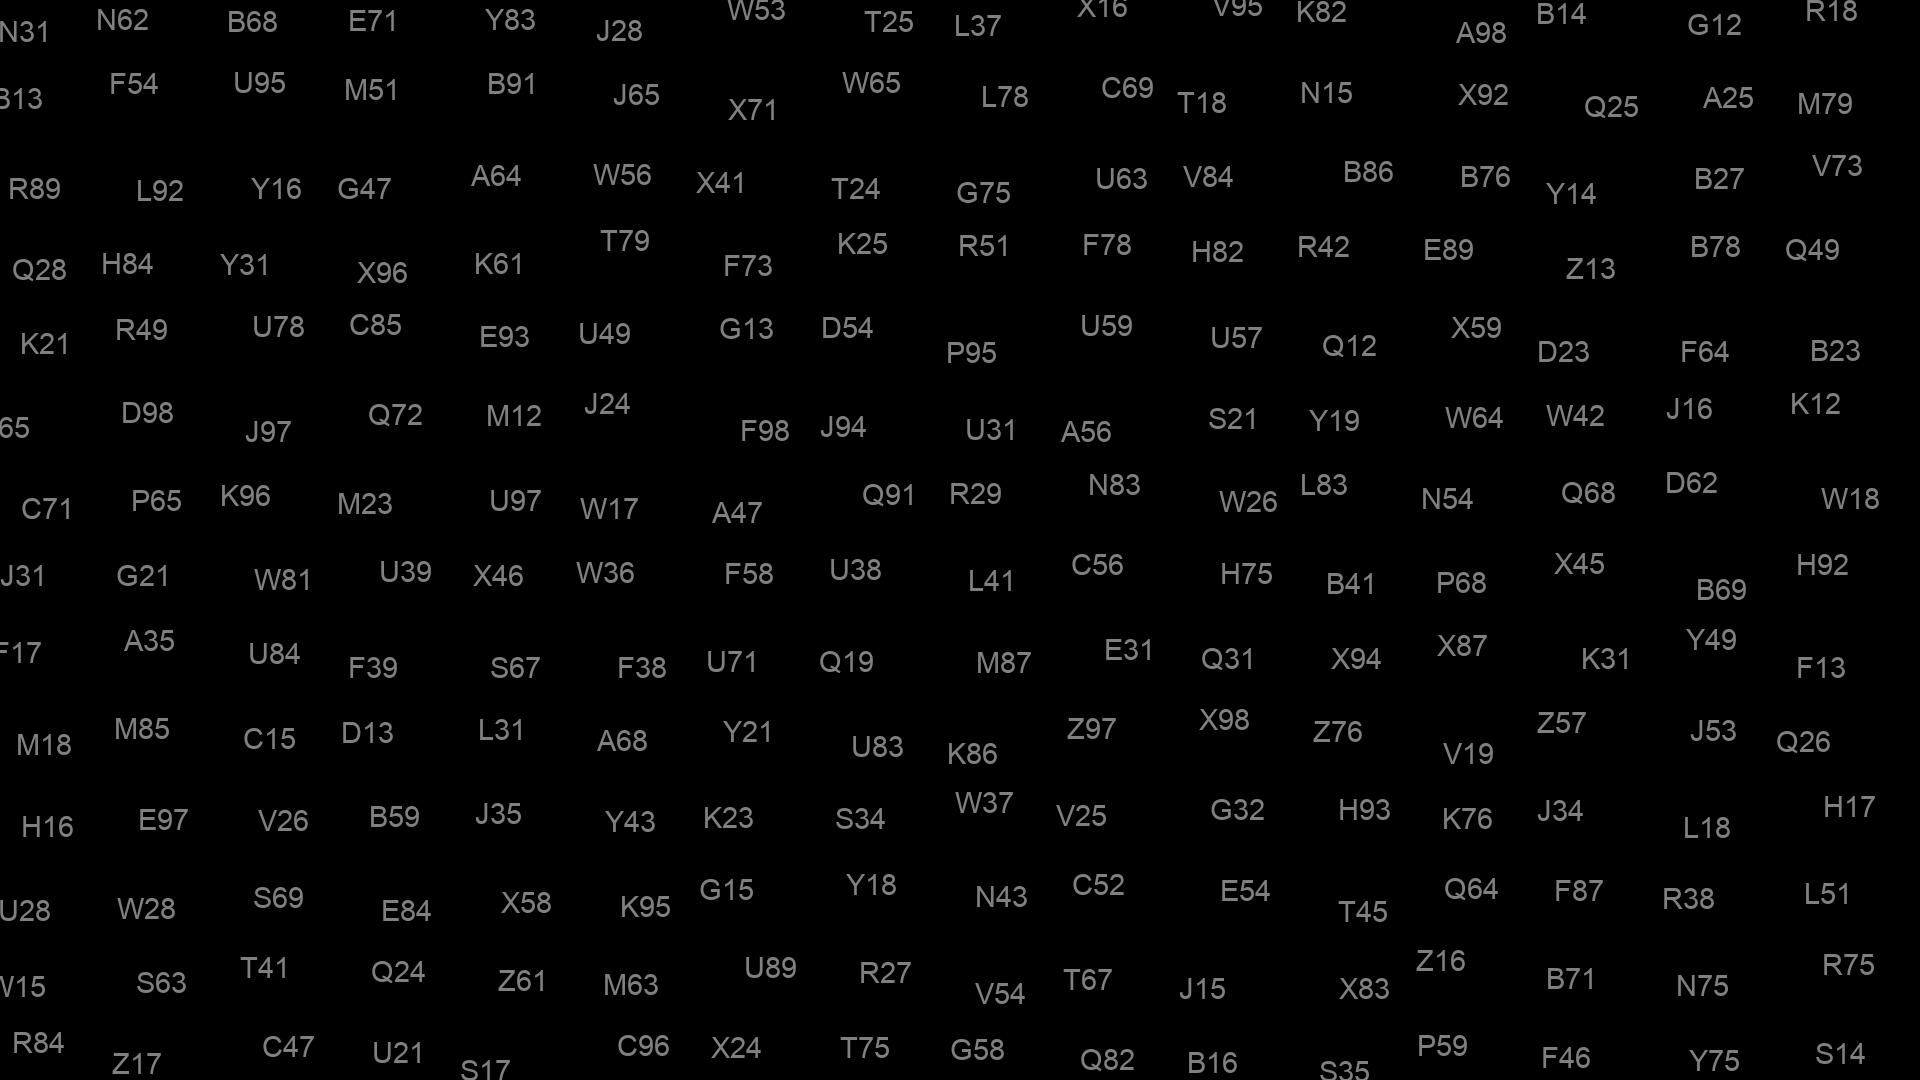 N31 N62 B68 E71 Y83 J28 W53 T25 L37 X16 V95 K82 A98 B14 G12 R18
B13 F54 U95 M51 B91 J65 X71 W65 L78 C69 T18 N15 X92 Q25 A25 M79
R89 L92 Y16 G47 A64 W56 X41 T24 G75 U63 V84 B86 B76 Y14 B27 V73
Q28 H84 Y31 X96 K61 T79 F73 K25 R51 F78 H82 R42 E89 Z13 B78 Q49
K21 R49 U78 C85 E93 U49 G13 D54 P95 U59 U57 Q12 X59 D23 F64 B23
65 D98 J97 Q72 M12 J24 F98 J94 U31 A56 S21 Y19 W64 W42 J16 K12
C71 P65 K96 M23 U97 W17 A47 Q91 R29 N83 W26 L83 N54 Q68 D62 W18
J31 G21 W81 U39 X46 W36 F58 U38 L41 C56 H75 B41 P68 X45 B69 H92
F17 A35 U84 F39 S67 F38 U71 Q19 M87 E31 Q31 X94 X87 K31 Y49 F13
M18 M85 C15 D13 L31 A68 Y21 U83 K86 Z97 X98 Z76 V19 Z57 J53 Q26
H16 E97 V26 B59 J35 Y43 K23 S34 W37 V25 G32 H93 K76 J34 L18 H17
U28 W28 S69 E84 X58 K95 G15 Y18 N43 C52 E54 T45 Q64 F87 R38 L51
W15 S63 T41 Q24 Z61 M63 U89 R27 V54 T67 J15 X83 Z16 B71 N75 R75
R84 Z17 C47 U21 S17 C96 X24 T75 G58 Q82 B16 S35 P59 F46 Y75 S14